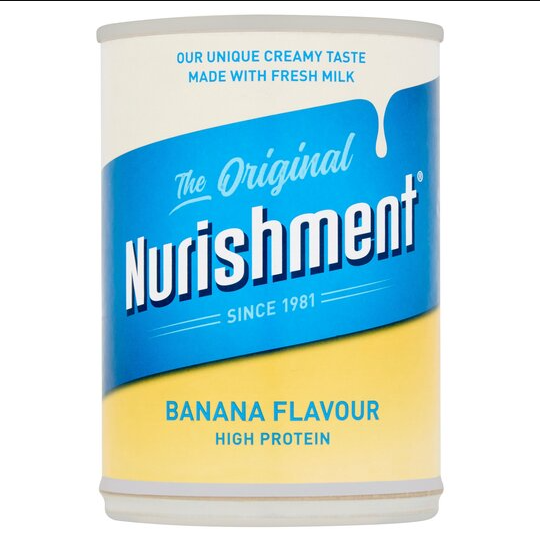 OUR UNIQUE CREAMY TASTE
MADE WITH FRESH MILK
The Original
Nurishment®
SINCE 1981
BANANA FLAVOUR
HIGH PROTEIN